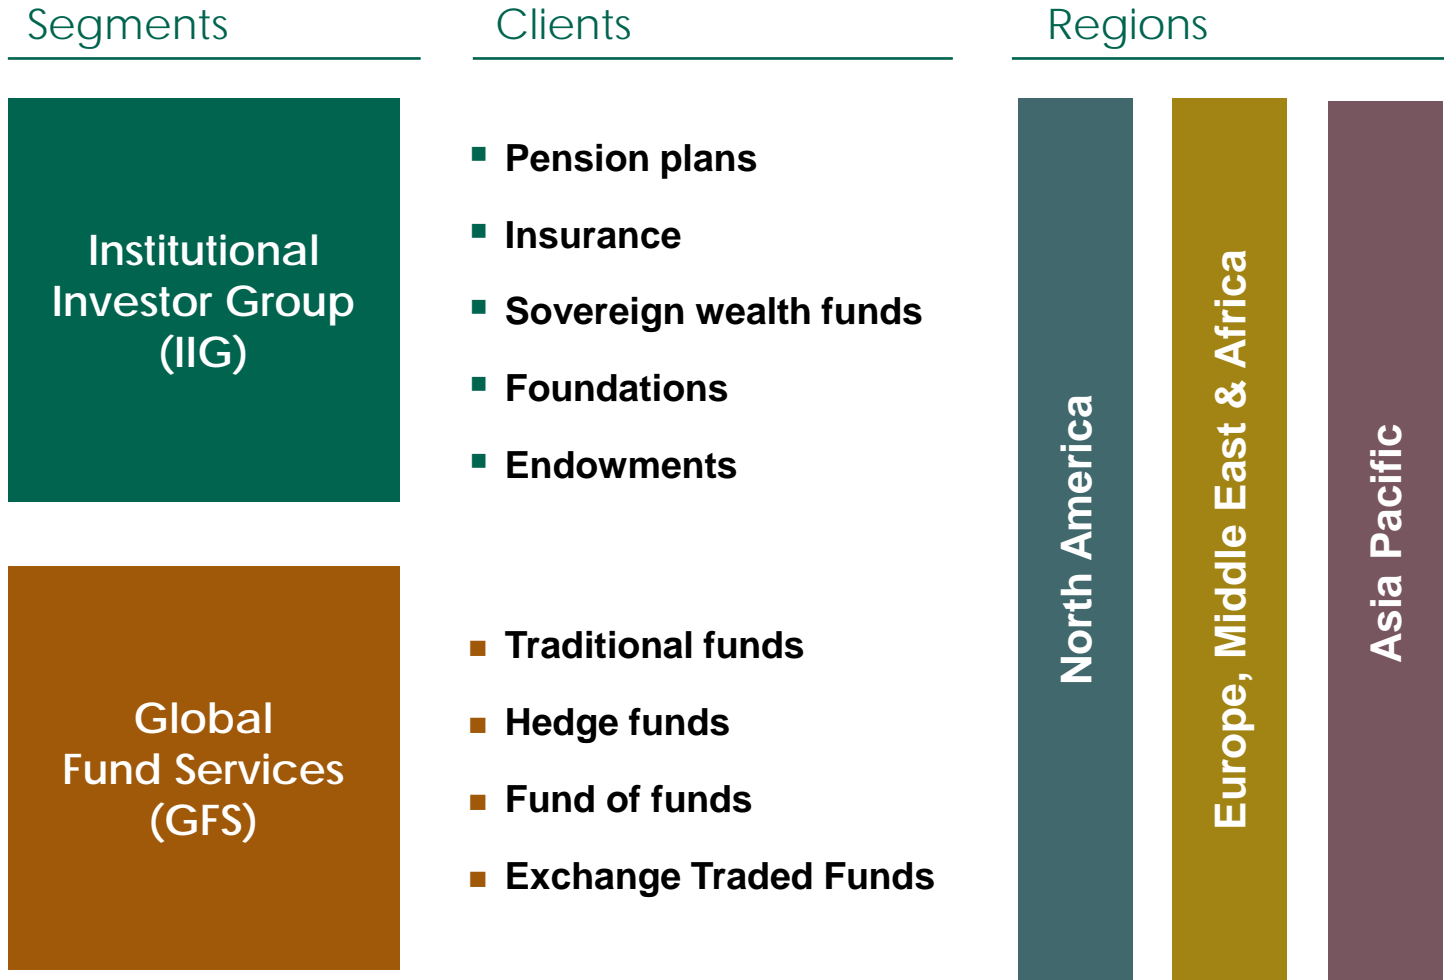 Segments
Clients
Regions
Institutional
Investor Group
(IIG)
Pension plans
Insurance
Sovereign wealth funds
Foundations
Endowments
Global
Fund Services
(GFS)
Traditional funds
Hedge funds
Fund of funds
Exchange Traded Funds
North America
Europe, Middle East & Africa
Asia Pacific